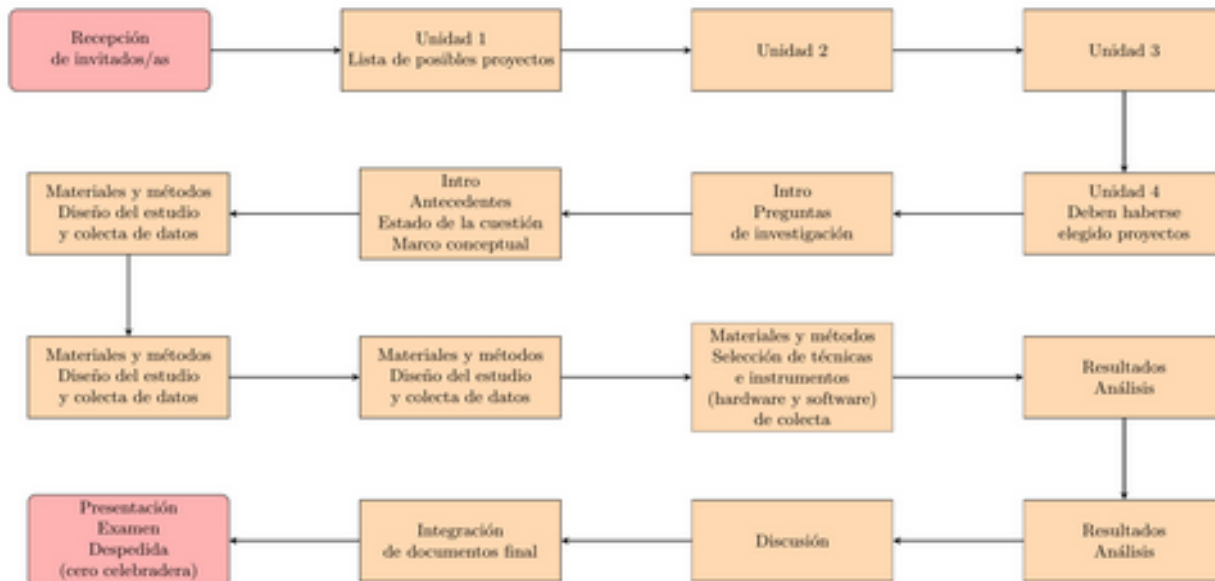 Recepción
de invitados/as
Unidad 1
Lista de posibles proyectos
Unidad 2
Unidad 3
Unidad 4
Deben haberse
elegido proyectos
Intro
Preguntas
de investigación
Intro
Antecedentes
Estado de la cuestión
Marco conceptual
Materiales y métodos
Diseño del estudio
y colecta de datos
Materiales y métodos
Diseño del estudio
y colecta de datos
Materiales y métodos
Diseño del estudio
y colecta de datos
Materiales y métodos
Selección de técnicas
e instrumentos
(hardware y software)
de colecta
Resultados
Análisis
Resultados
Análisis
Discusión
Integración
de documentos final
Presentación
Examen
Despedida
(cero celebradera)